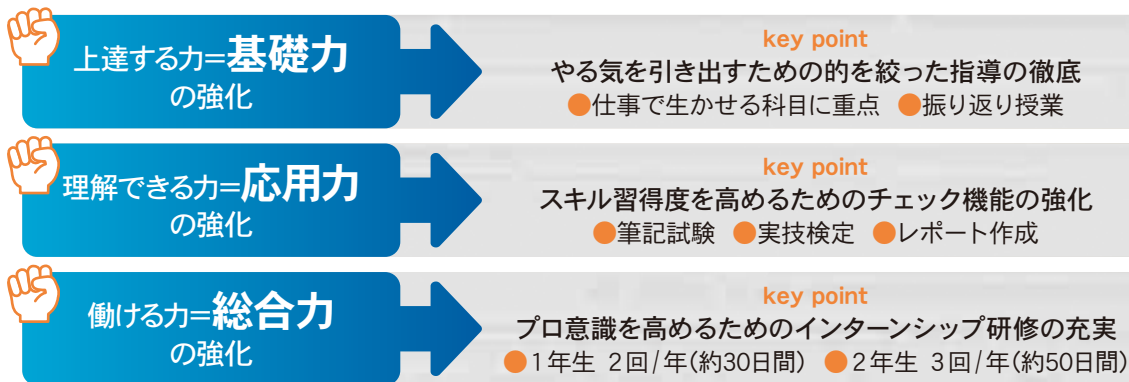 上達する力=基礎力
の強化
key point
やる気を引き出すための的を絞った指導の徹底
●仕事で生かせる科目に重点 ●振り返り授業
理解できる力=応用力
の強化
key point
スキル習得度を高めるためのチェック機能の強化
●筆記試験 ●実技検定 ●レポート作成
働ける力=総合力
の強化
key point
プロ意識を高めるためのインターンシップ研修の充実
●1年生 2回/年(約30日間) ●2年生 3回/年(約50日間)